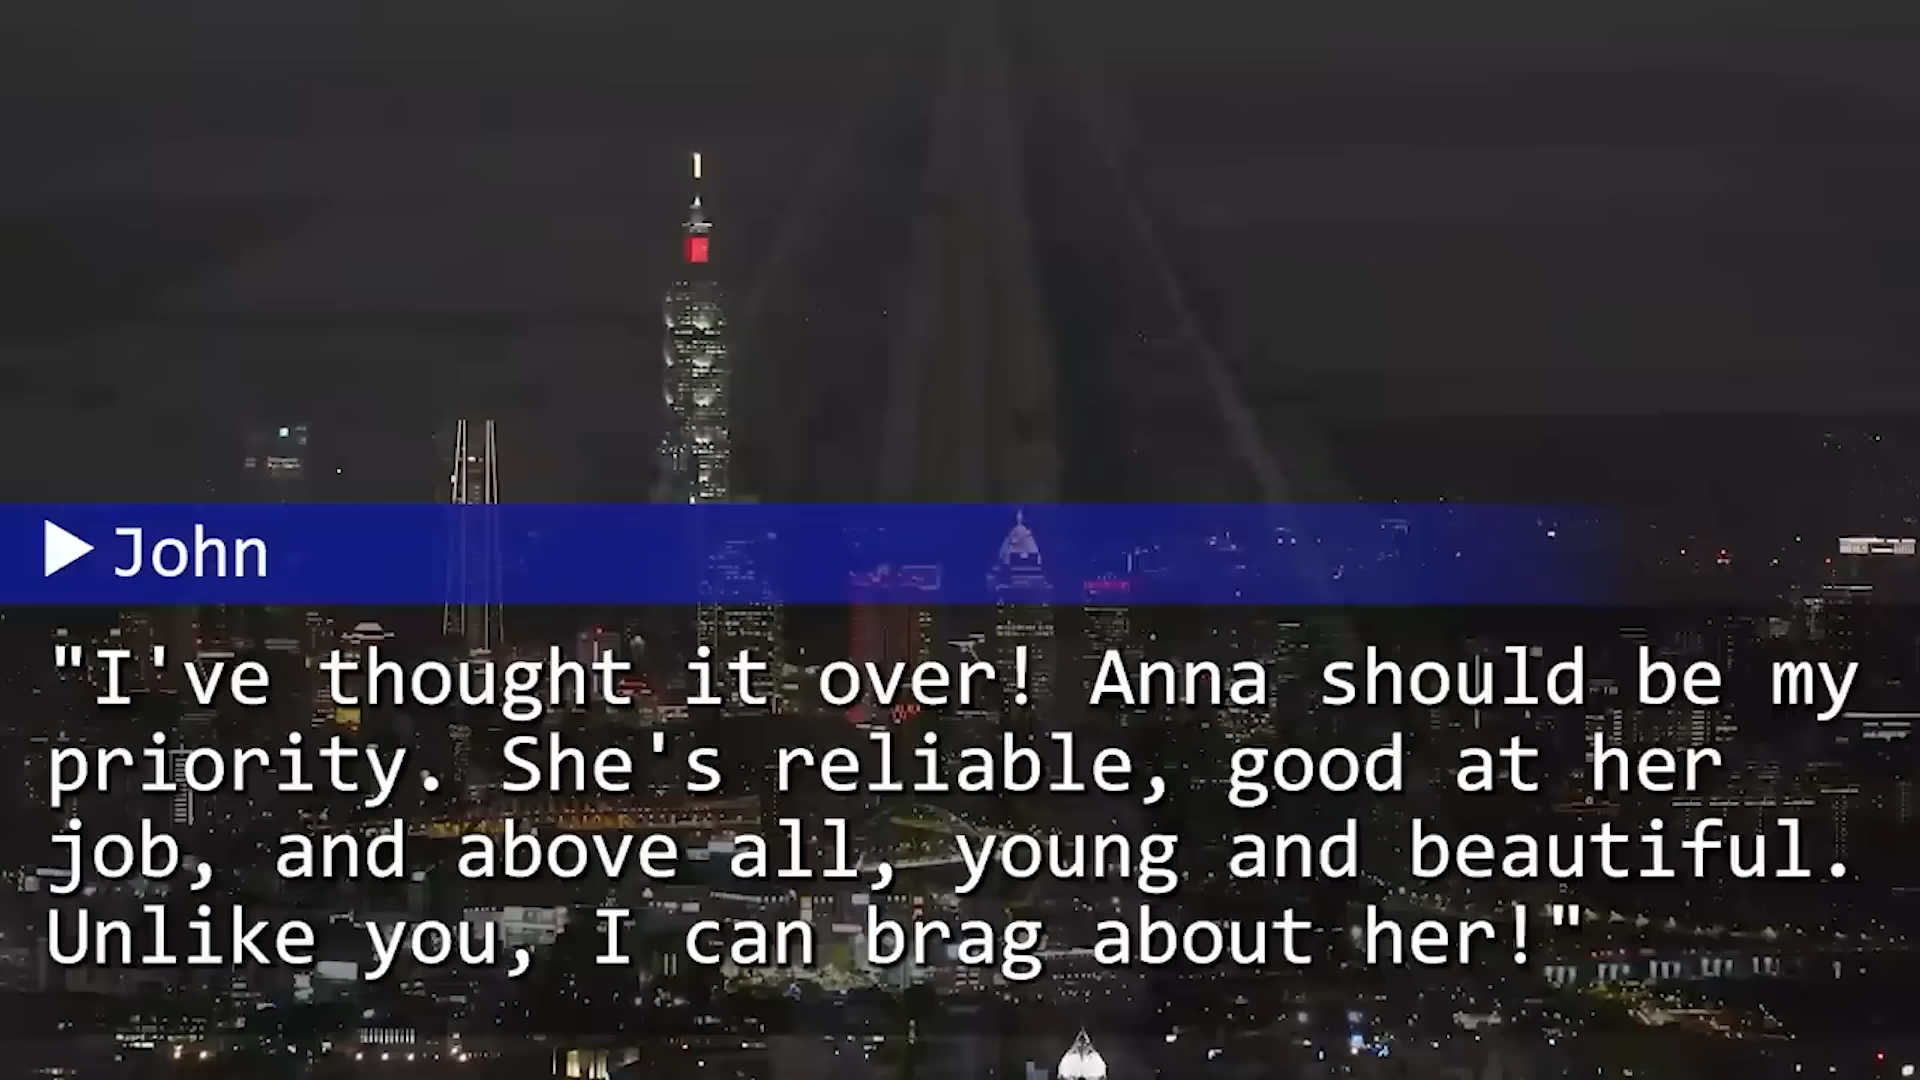 John
"I've thought it over! Anna should be my
priority. She's reliable, good at her
job, and above all, young and beautiful.
Unlike you, I can brag about her!"